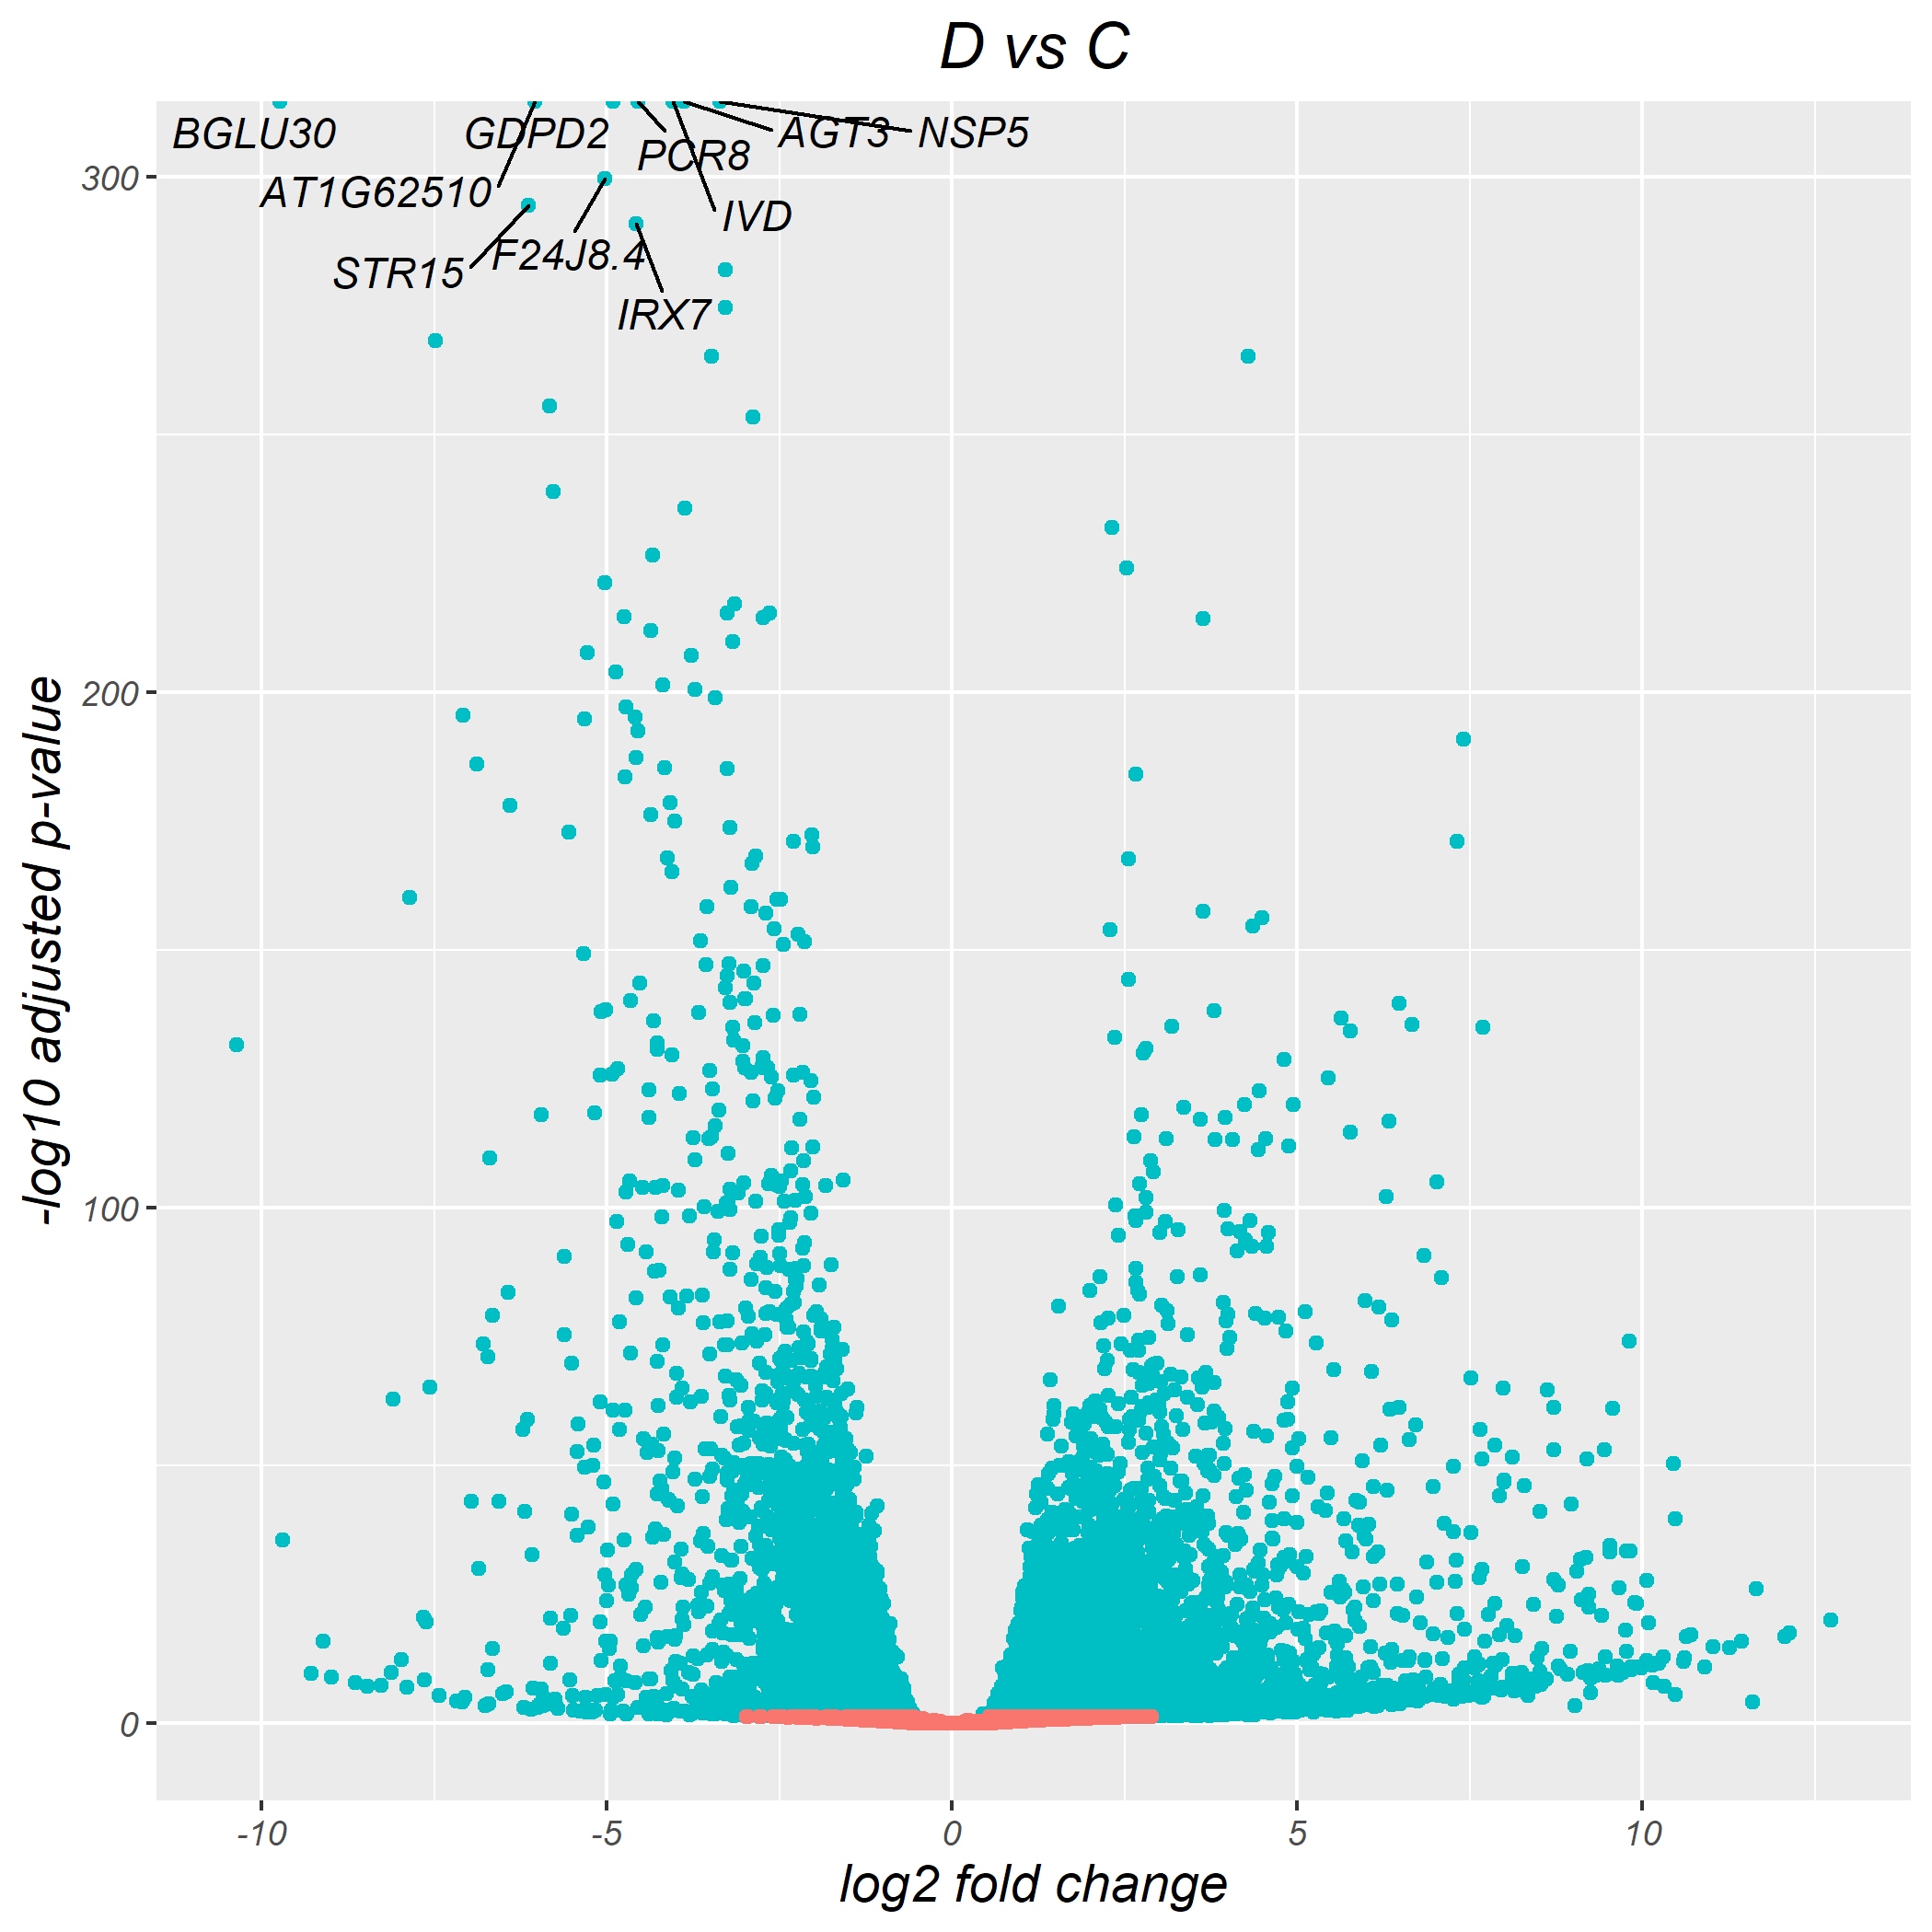 D vs C
BGLU30
GDPD2
PCR8
AGT3
NSP5
AT1G62510
IVD
STR15
F24J8.4
IRX7
300
200
100
0
-log10 adjusted p-value
-10
-5
0
5
10
log2 fold change